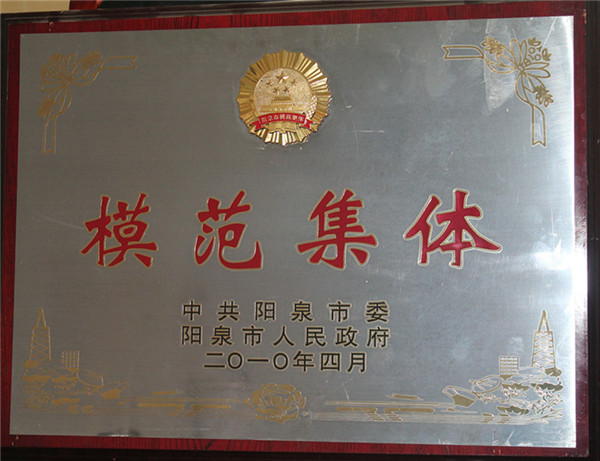 模范集体
中共阳泉市委
阳泉市人民政府
二〇一〇年四月